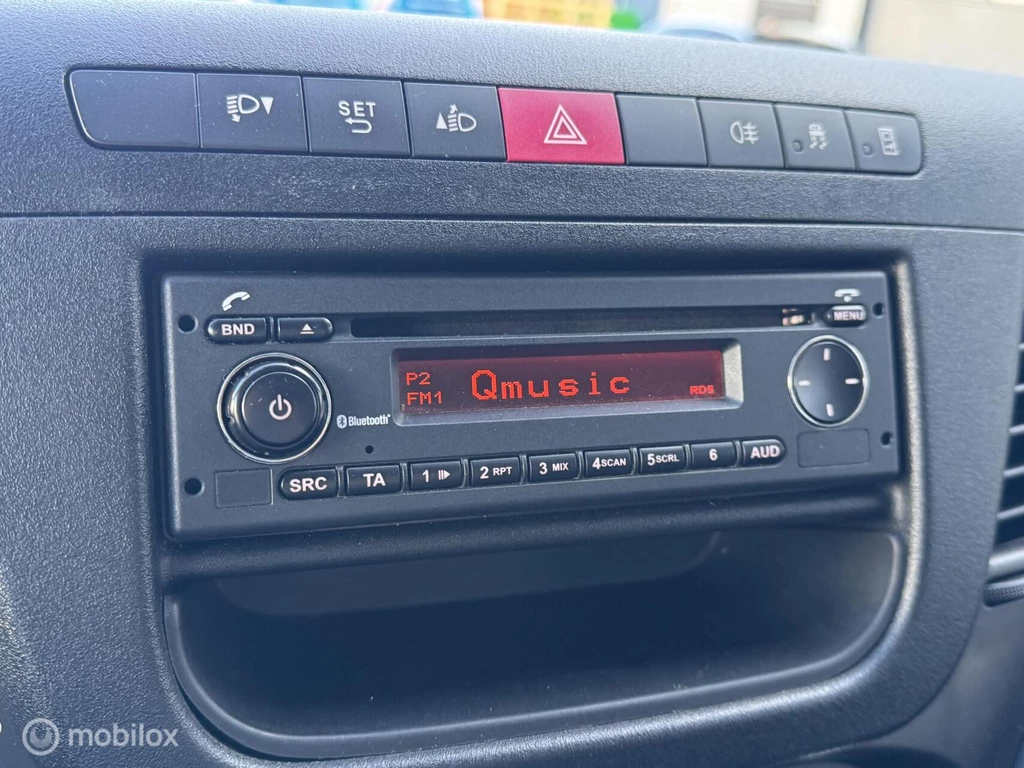 SET
BND
MENU
P2
FM1
Qmusic
RDS
Bluetooth
SRC
TA
1
2 RPT
3 MIX
4SCAN
5SCRL
6
AUD
mobilox